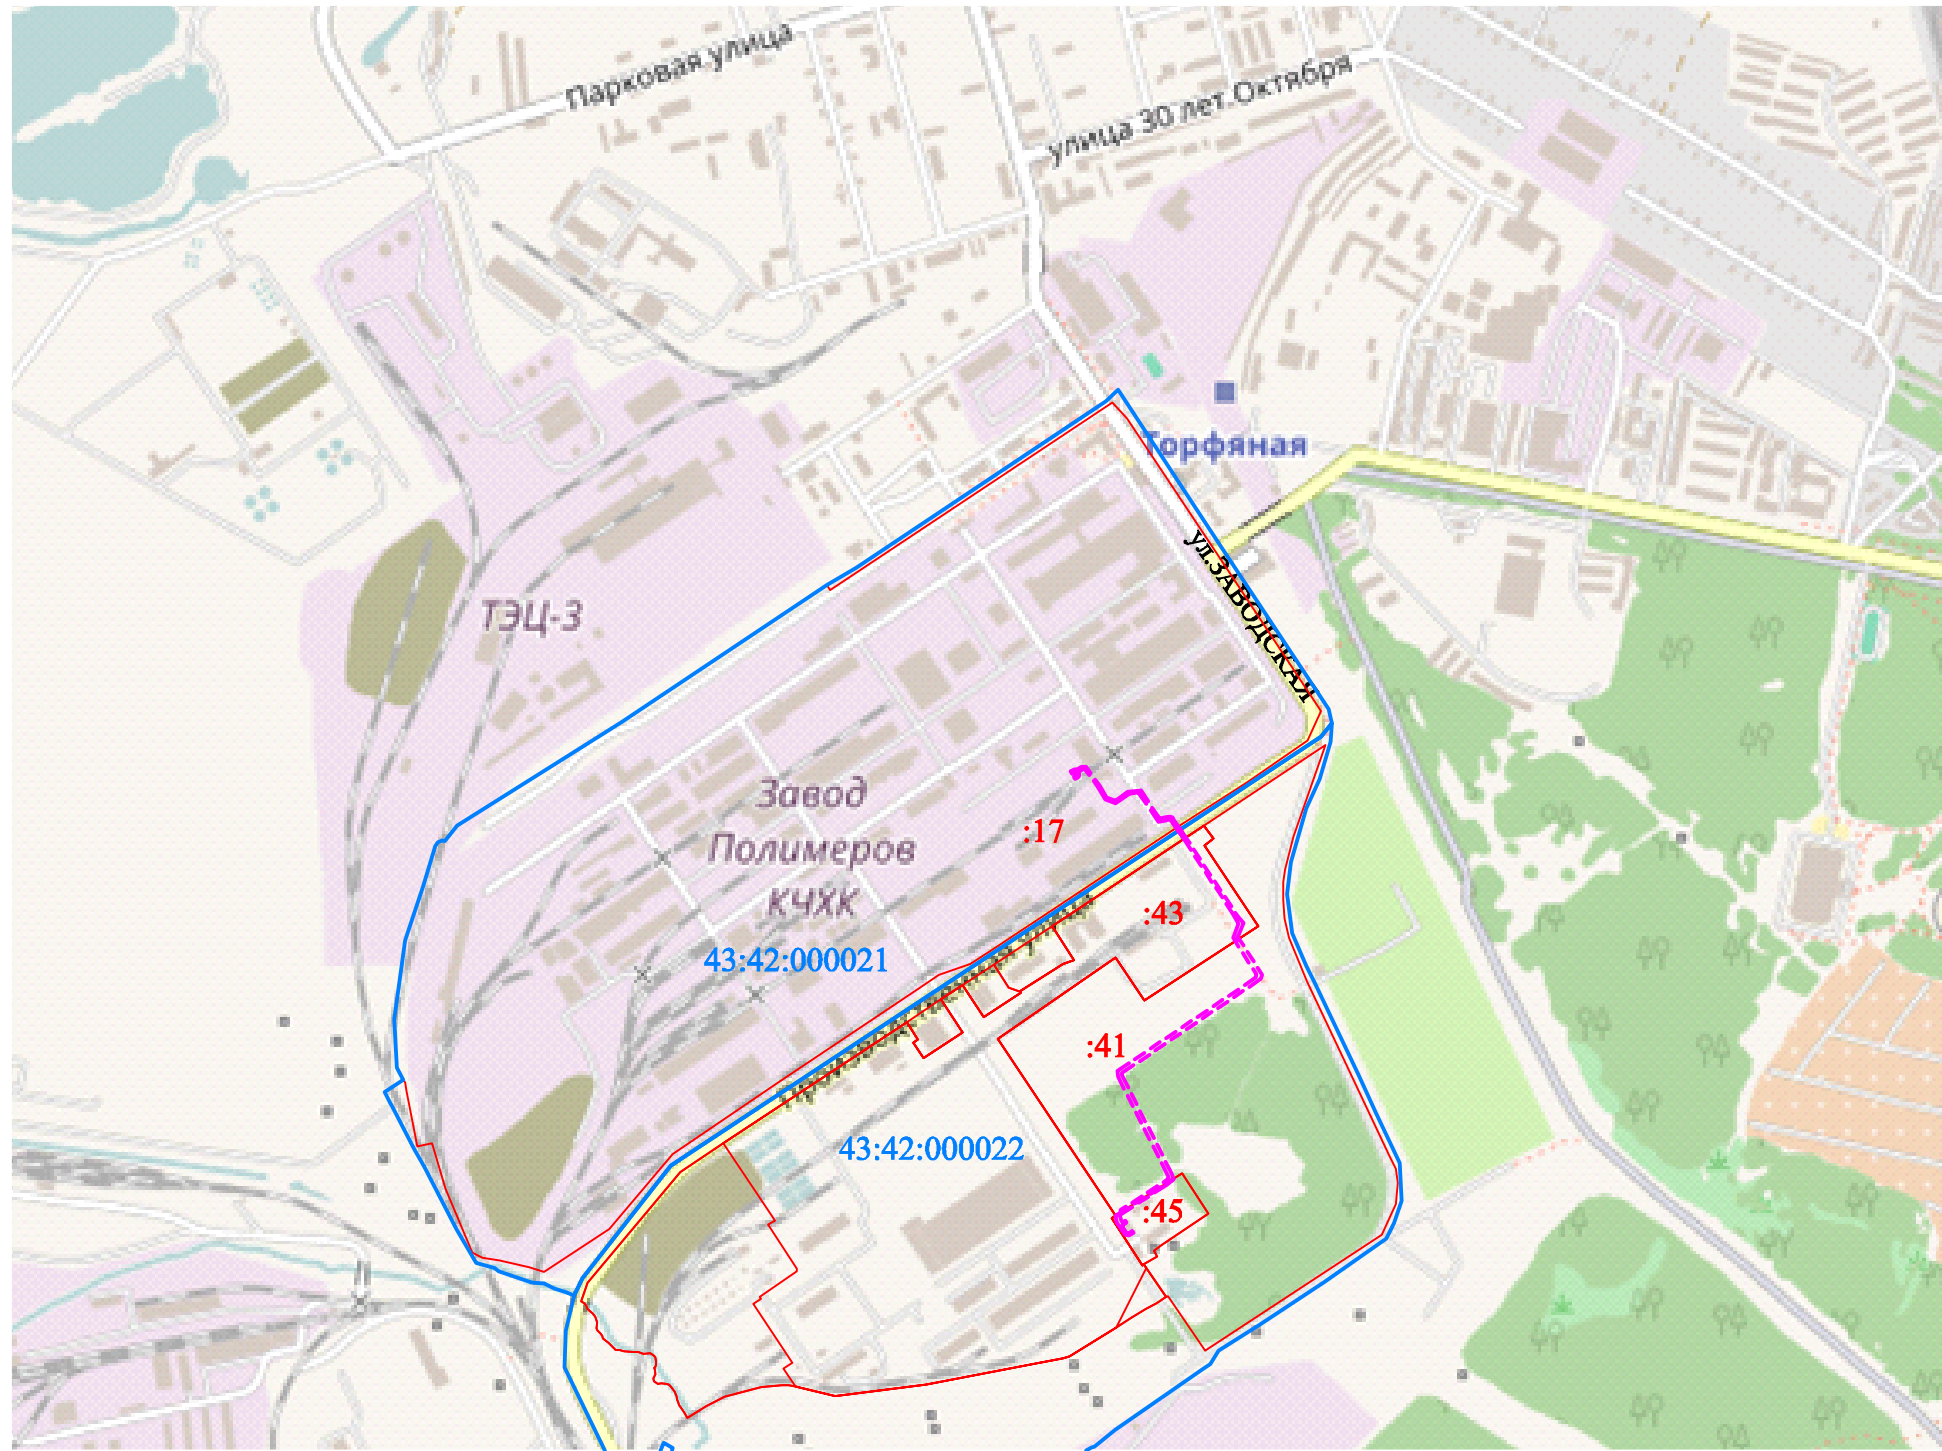 Парковая улица
улица 30 лет Октября
Торфяная
ул.ЗАВОДСКАЯ
ТЭЦ-3
Завод
Полимеров
КЧХК
:17
:43
43:42:000021
:41
43:42:000022
:45